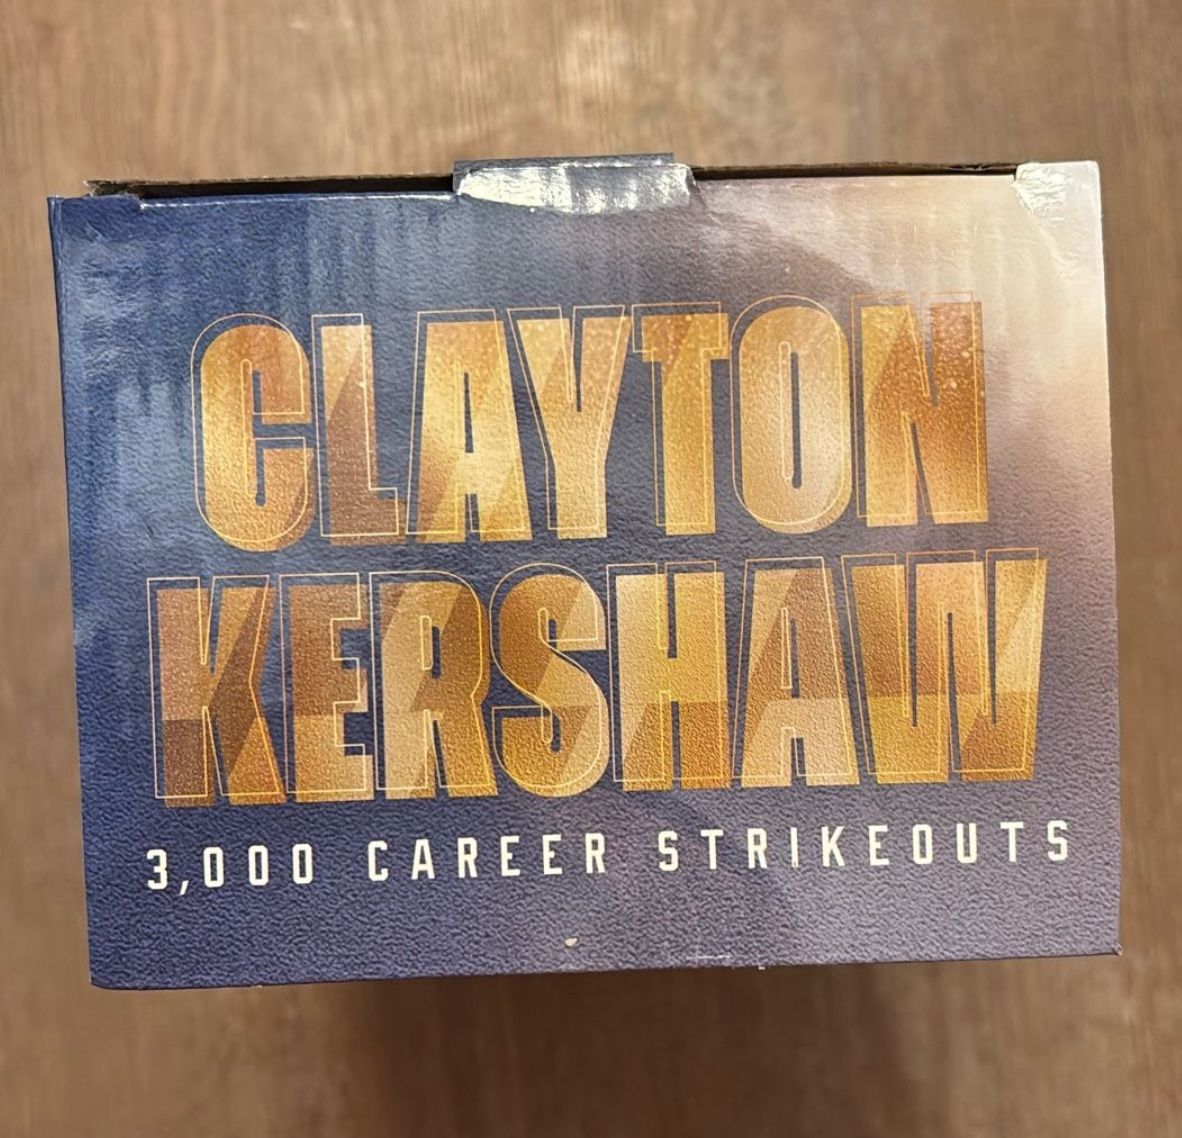 CLAYTON
KERSHAW
3,000 CAREER STRIKEOUTS